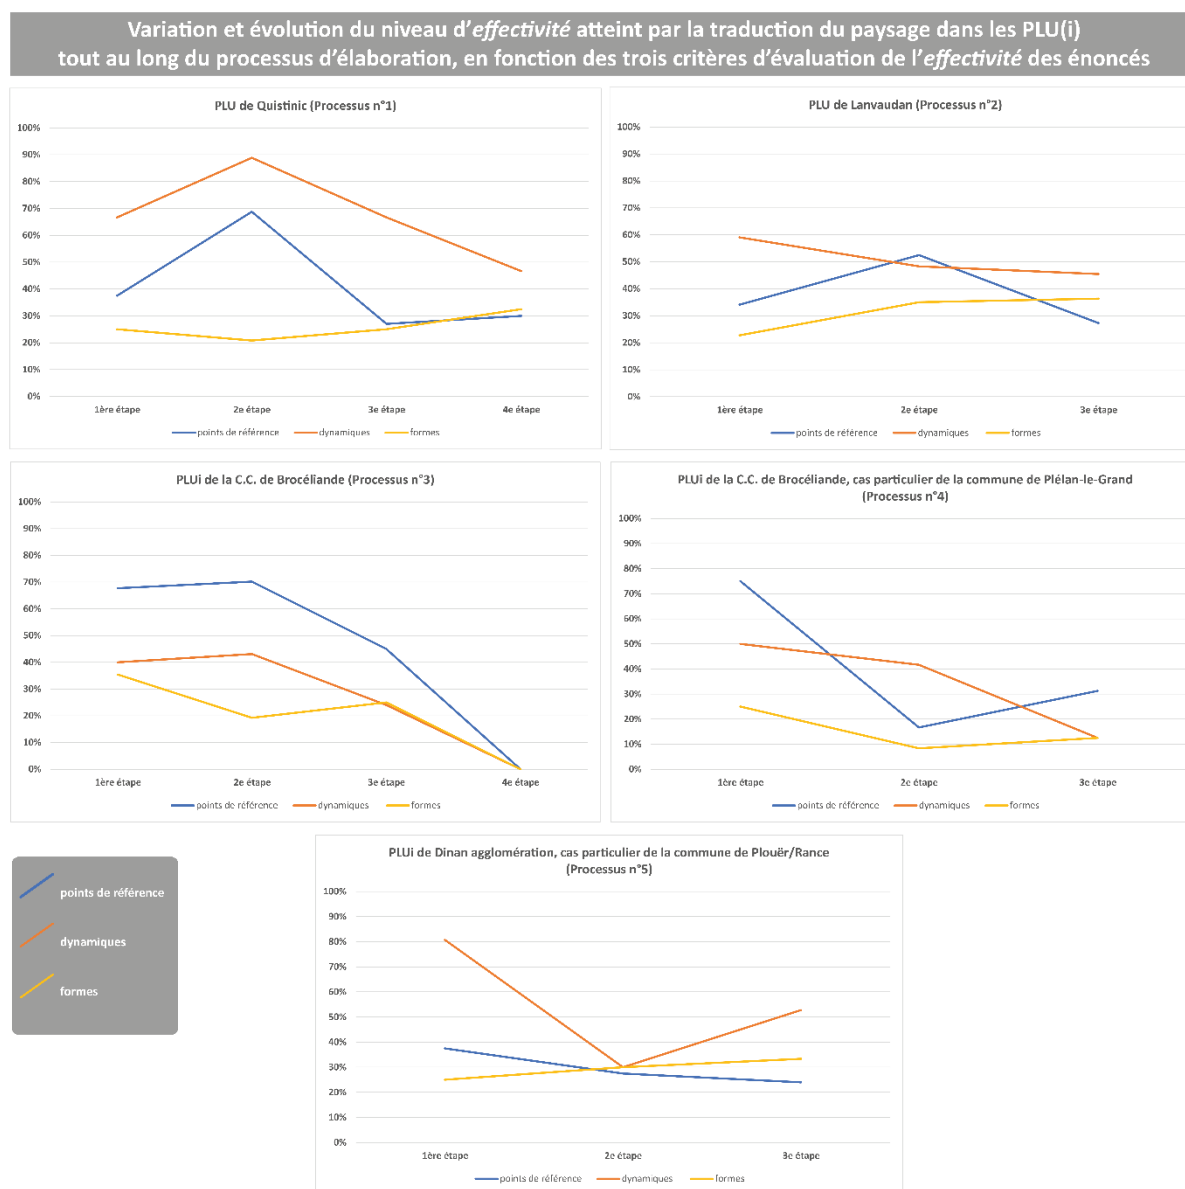 Variation et évolution du niveau d'effectivité atteint par la traduction du paysage dans les PLU(i)
tout au long du processus d'élaboration, en fonction des trois critères d'évaluation de l'effectivité des énoncés
PLU de Quistinic (Processus n°1)
100%
90%
80%
70%
60%
50%
40%
30%
20%
10%
0%
1ère étape 2e étape 3e étape 4e étape
points de référence dynamiques formes
PLU de Lanvaudan (Processus n°2)
100%
90%
80%
70%
60%
50%
40%
30%
20%
10%
0%
1ère étape 2e étape 3e étape
points de référence dynamiques formes
PLUi de la C.C. de Brocéliande (Processus n°3)
100%
90%
80%
70%
60%
50%
40%
30%
20%
10%
0%
1ère étape 2e étape 3e étape 4e étape
points de référence dynamiques formes
PLUi de la C.C. de Brocéliande, cas particulier de la commune de Plélan-le-Grand
(Processus n°4)
100%
90%
80%
70%
60%
50%
40%
30%
20%
10%
0%
1ère étape 2e étape 3e étape
points de référence dynamiques formes
points de référence
dynamiques
formes
PLUi de Dinan agglomération, cas particulier de la commune de Plouër/Rance
(Processus n°5)
100%
90%
80%
70%
60%
50%
40%
30%
20%
10%
0%
1ère étape 2e étape 3e étape
points de référence dynamiques formes